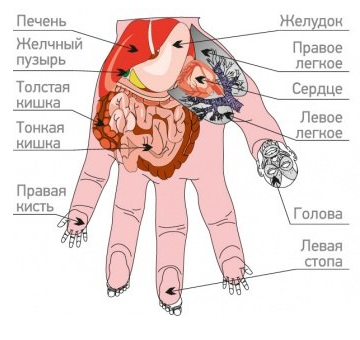 Печень
Желчный
пузырь
Толстая
кишка
Тонкая
кишка
Правая
кисть
Желудок
Правое
легкое
Сердце
Левое
легкое
Голова
Левая
стопа